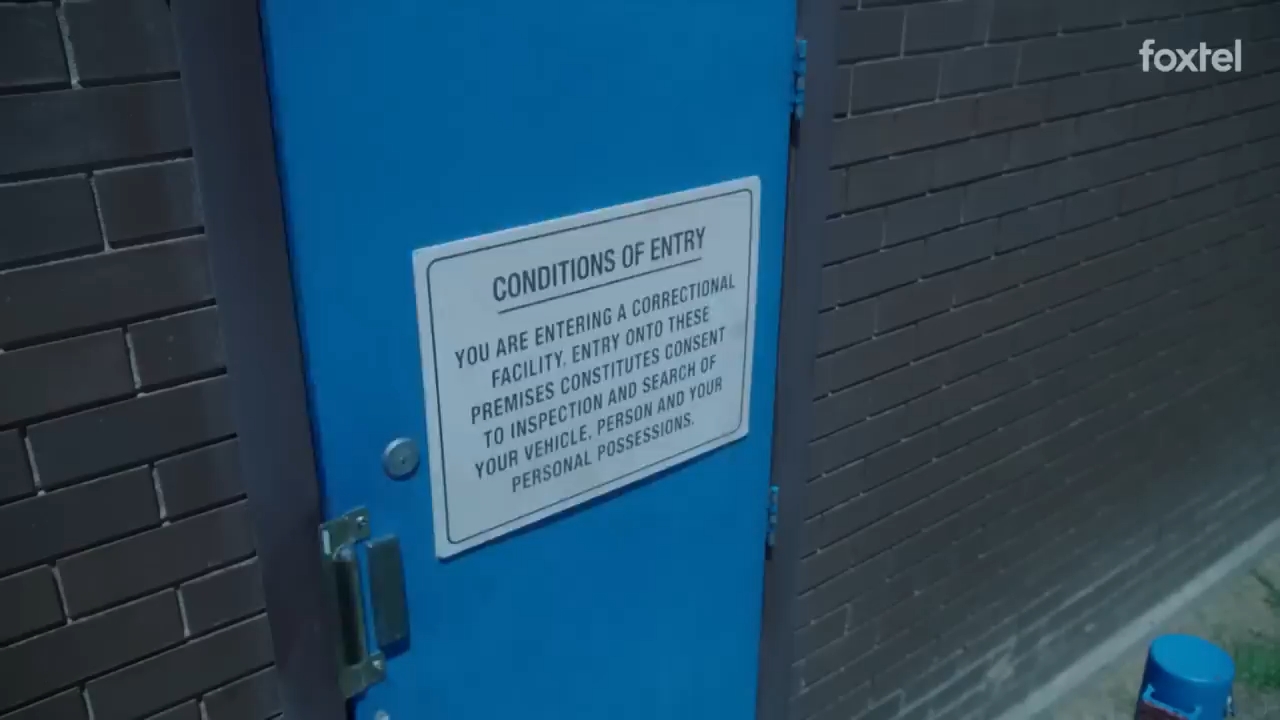 foxtel
CONDITIONS OF ENTRY
YOU ARE ENTERING A CORRECTIONAL
FACILITY. ENTRY ONTO THESE
PREMISES CONSTITUTES CONSENT
TO INSPECTION AND SEARCH OF
YOUR VEHICLE, PERSON AND YOUR
PERSONAL POSSESSIONS.